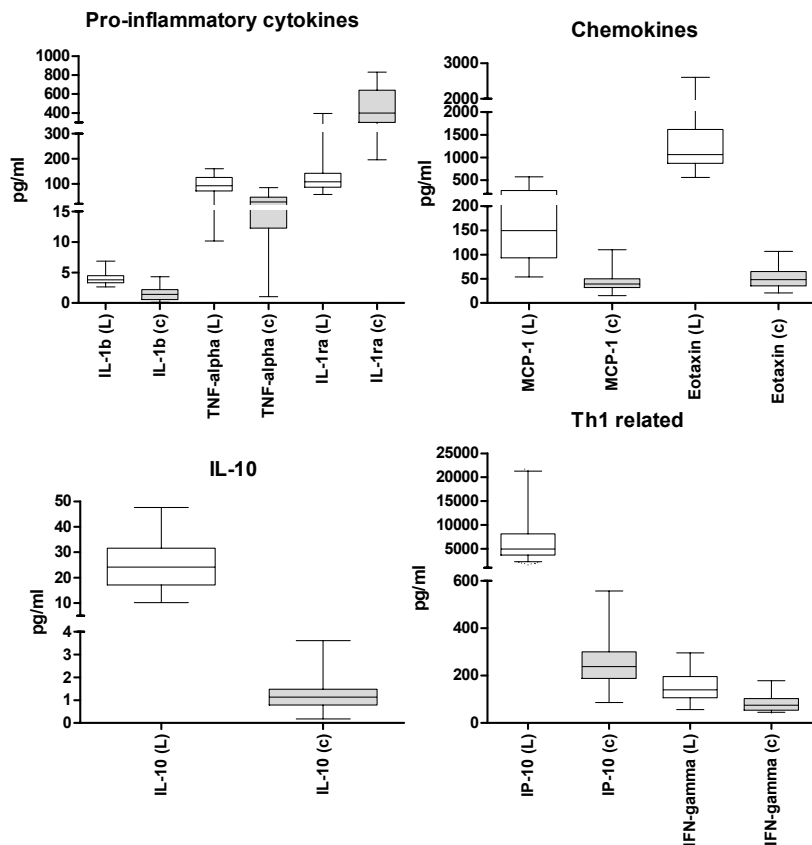 Pro-inflammatory cytokines
pg/ml
1000
800
600
400
300
200
100
15
10
5
0
IL-1b (L)
IL-1b (c)
TNF-alpha (L)
TNF-alpha (c)
IL-1ra (L)
IL-1ra (c)
Chemokines
pg/ml
3000
2000
2000
1500
1000
500
200
150
100
50
0
MCP-1 (L)
MCP-1 (c)
Eotaxin (L)
Eotaxin (c)
IL-10
pg/ml
50
40
30
20
10
4
3
2
1
0
IL-10 (L)
IL-10 (c)
Th1 related
pg/ml
25000
20000
15000
10000
5000
600
400
200
0
IP-10 (L)
IP-10 (c)
IFN-gamma (L)
IFN-gamma (c)